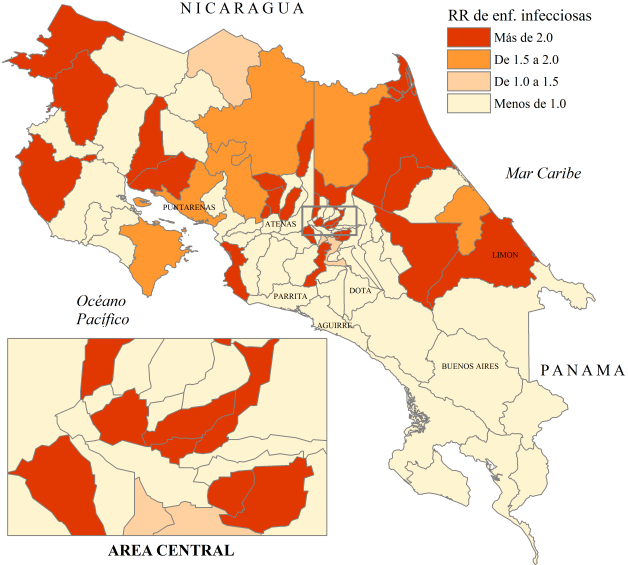 NICARAGUA
RR de enf. infecciosas
Más de 2.0
De 1.5 a 2.0
De 1.0 a 1.5
Menos de 1.0
Mar Caribe
PUNTARENAS
ATENAS
LIMON
Océano
Pacífico
PARRITA
DOTA
AGUIRRE
BUENOS AIRES
PANAMA
AREA CENTRAL